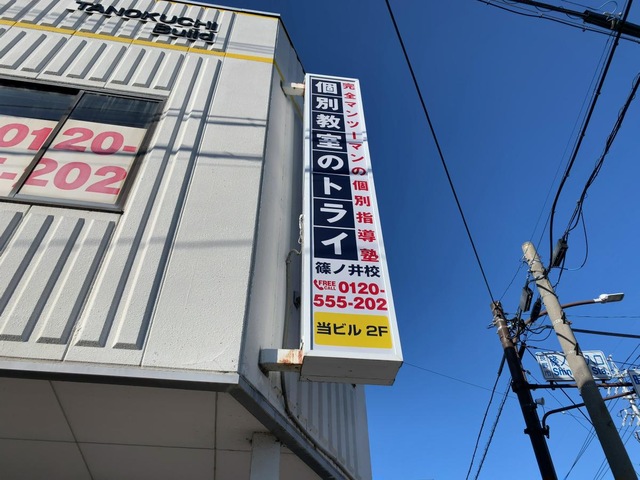 TANOKUCHI
Build
0120-
55-202
完全マンツーマンの個別指導塾
個別教室のトライ
篠ノ井校
FREE CALL 0120-
555-202
当ビル 2F